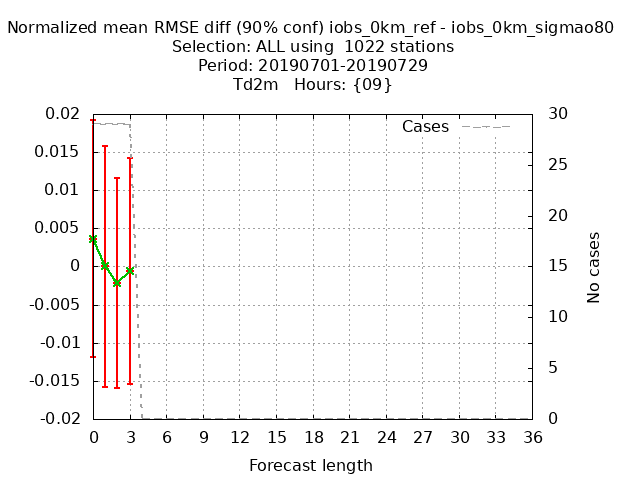 Normalized mean RMSE diff (90% conf) iobs_0km_ref - iobs_0km_sigmao80
Selection: ALL using  1022 stations
Period: 20190701-20190729
Td2m   Hours: {09}
Cases
0.02
0.015
0.01
0.005
0
-0.005
-0.01
-0.015
-0.02
30
25
20
15
10
5
0
No cases
0 3 6 9 12 15 18 21 24 27 30 33 36
Forecast length